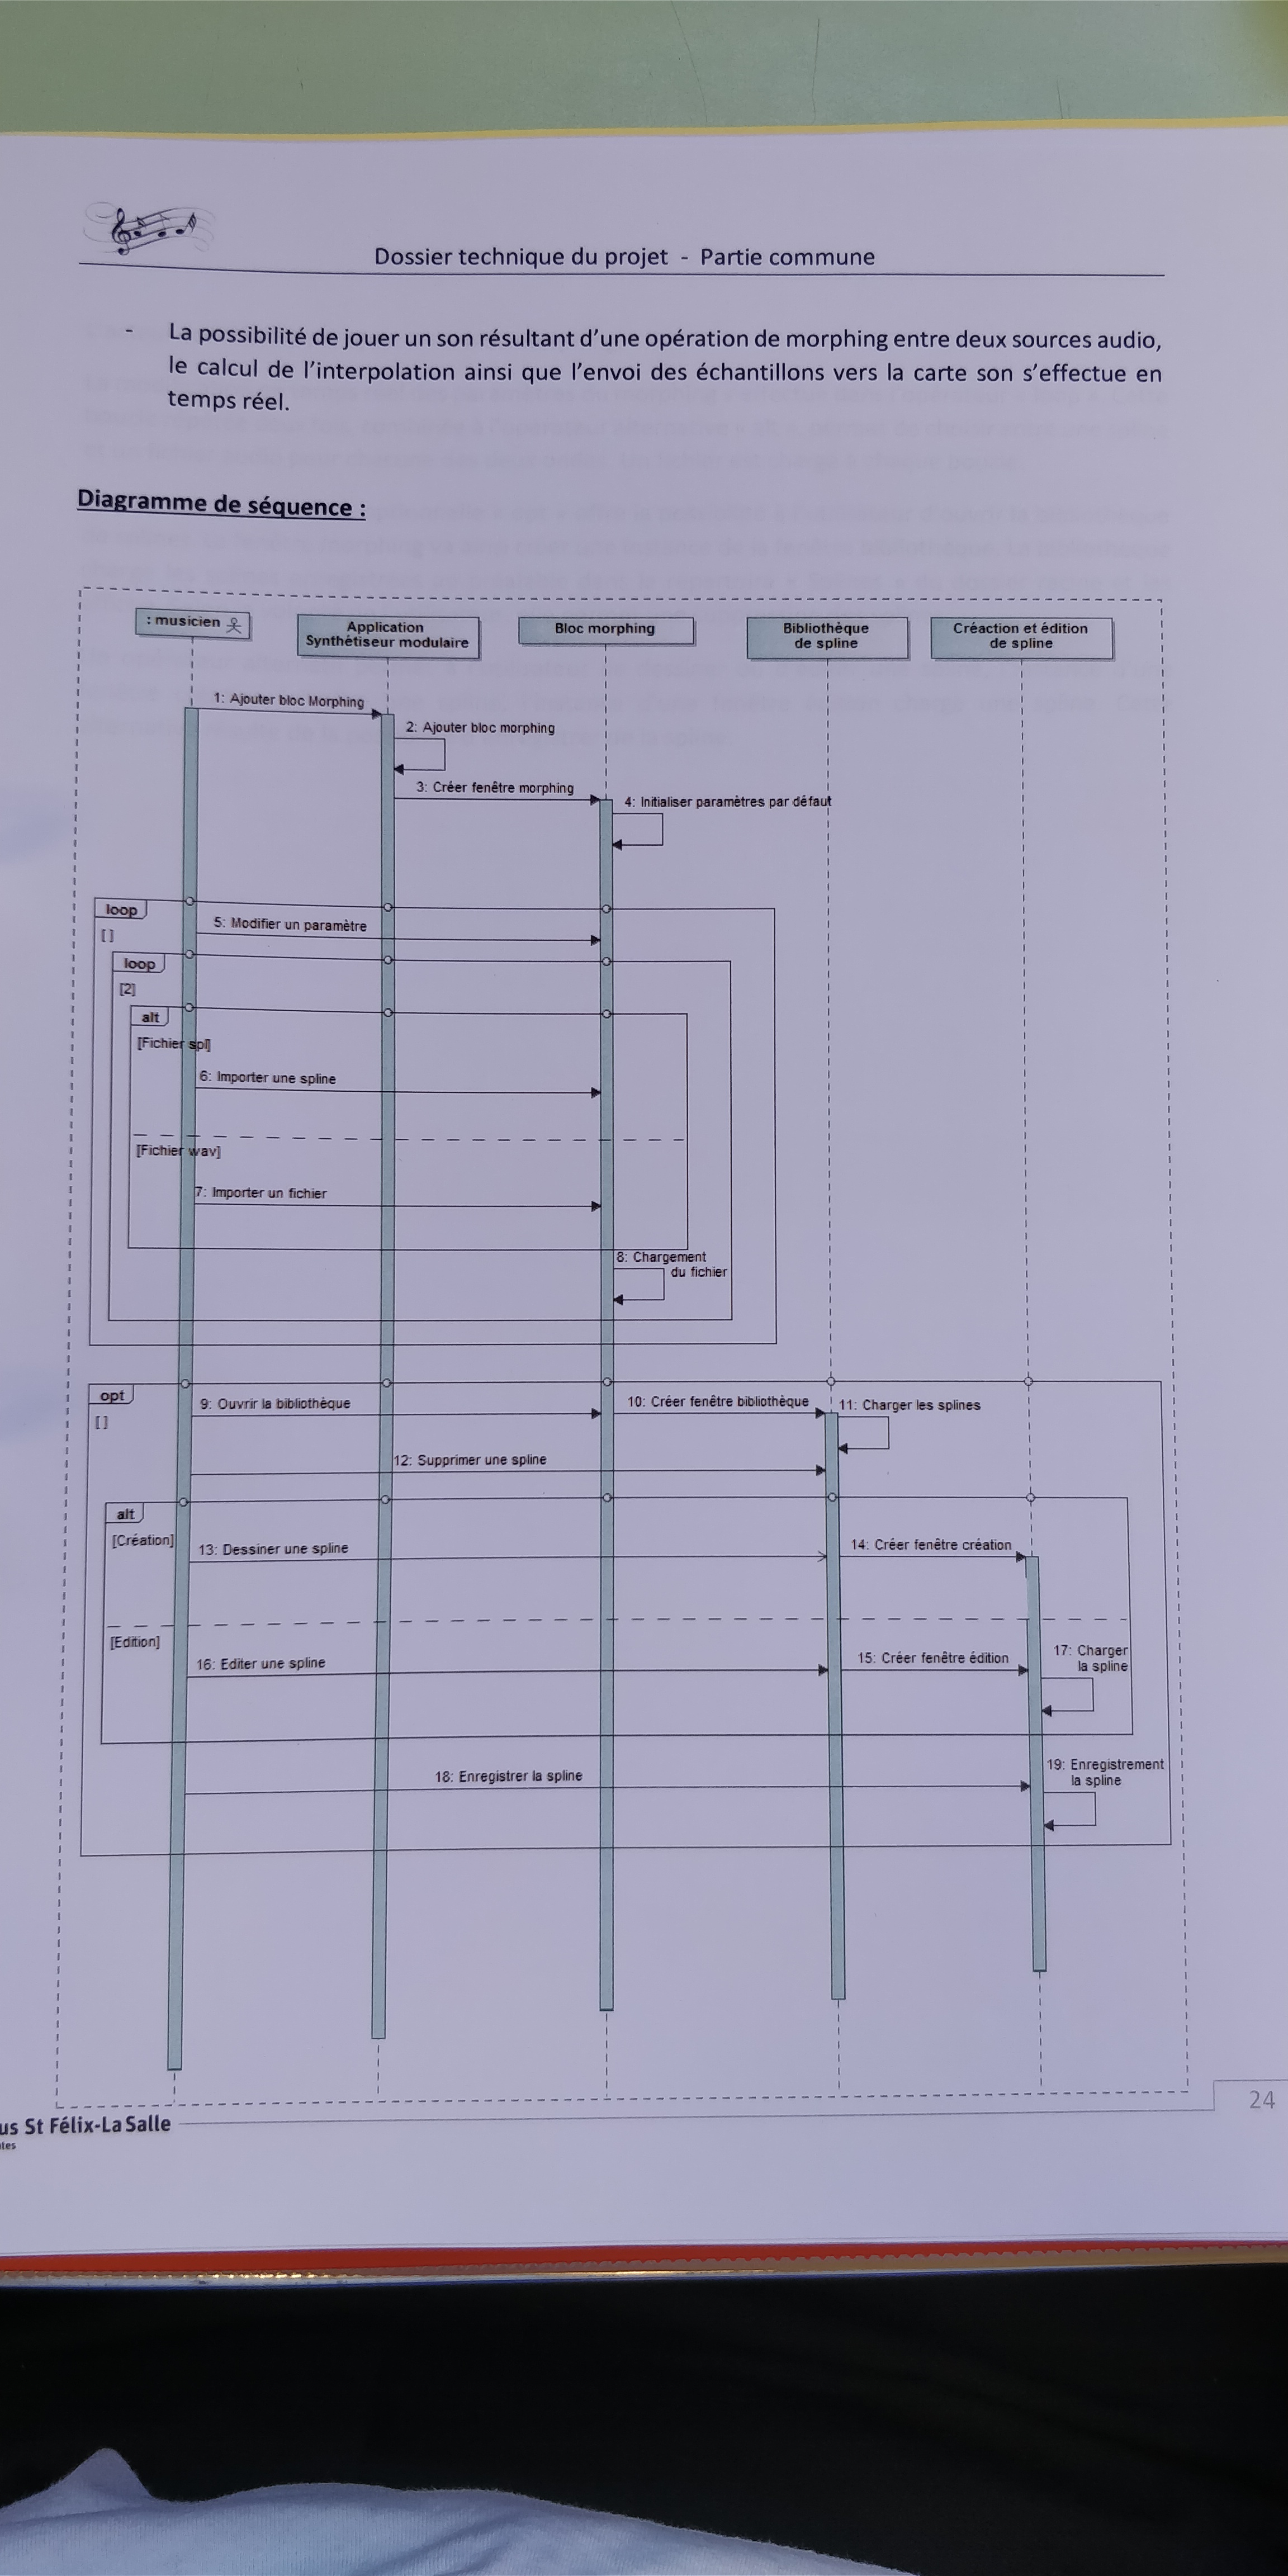 Dossier technique du projet - Partie commune
- La possibilité de jouer un son résultant d'une opération de morphing entre deux sources audio,
le calcul de l'interpolation ainsi que l'envoi des échantillons vers la carte son s'effectue en
temps réel.
Diagramme de séquence :
: musicien
Application
Synthétiseur modulaire
Bloc morphing
Bibliothèque
de spline
Créaction et édition
de spline
1: Ajouter bloc Morphing
2: Ajouter bloc morphing
3: Créer fenêtre morphing
4: Initialiser paramètres par défaut
loop
[ ]
5: Modifier un paramètre
loop
[2]
alt
[Fichier spl]
6: Importer une spline
[Fichier wav]
7: Importer un fichier
8: Chargement
du fichier
opt
[ ]
9: Ouvrir la bibliothèque
10: Créer fenêtre bibliothèque
11: Charger les splines
12: Supprimer une spline
alt
[Création]
13: Dessiner une spline
14: Créer fenêtre création
[Edition]
16: Editer une spline
15: Créer fenêtre édition
17: Charger
la spline
18: Enregistrer la spline
19: Enregistrement
la spline
us St Félix-La Salle
24